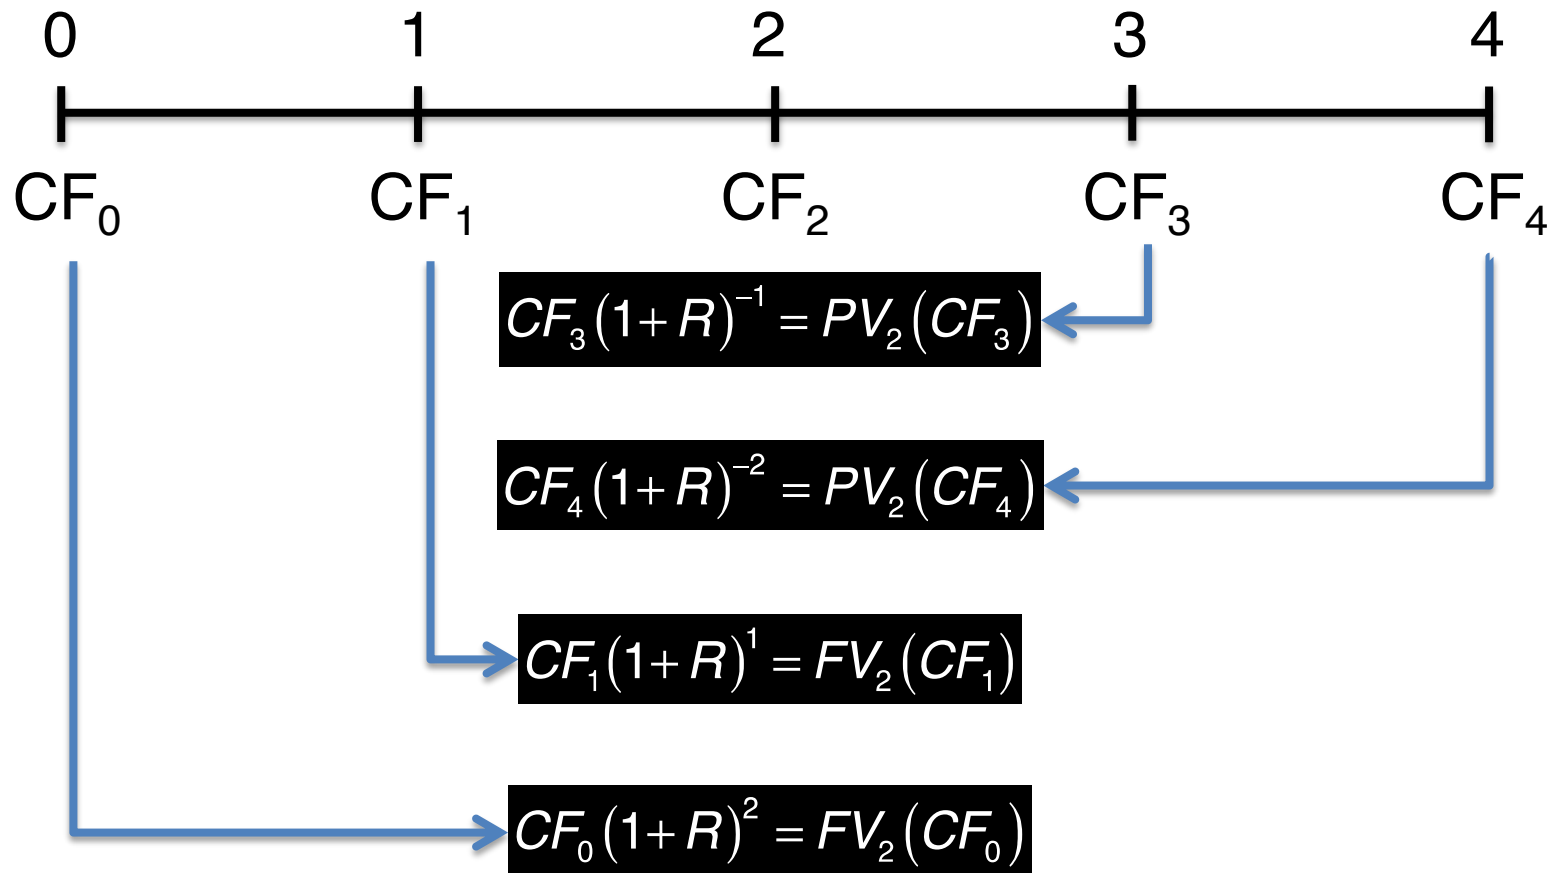 0 1 2 3 4
CF₀ CF₁ CF₂ CF₃ CF₄
CF₃(1+R)⁻¹ = PV₂(CF₃)
CF₄(1+R)⁻² = PV₂(CF₄)
CF₁(1+R)¹ = FV₂(CF₁)
CF₀(1+R)² = FV₂(CF₀)